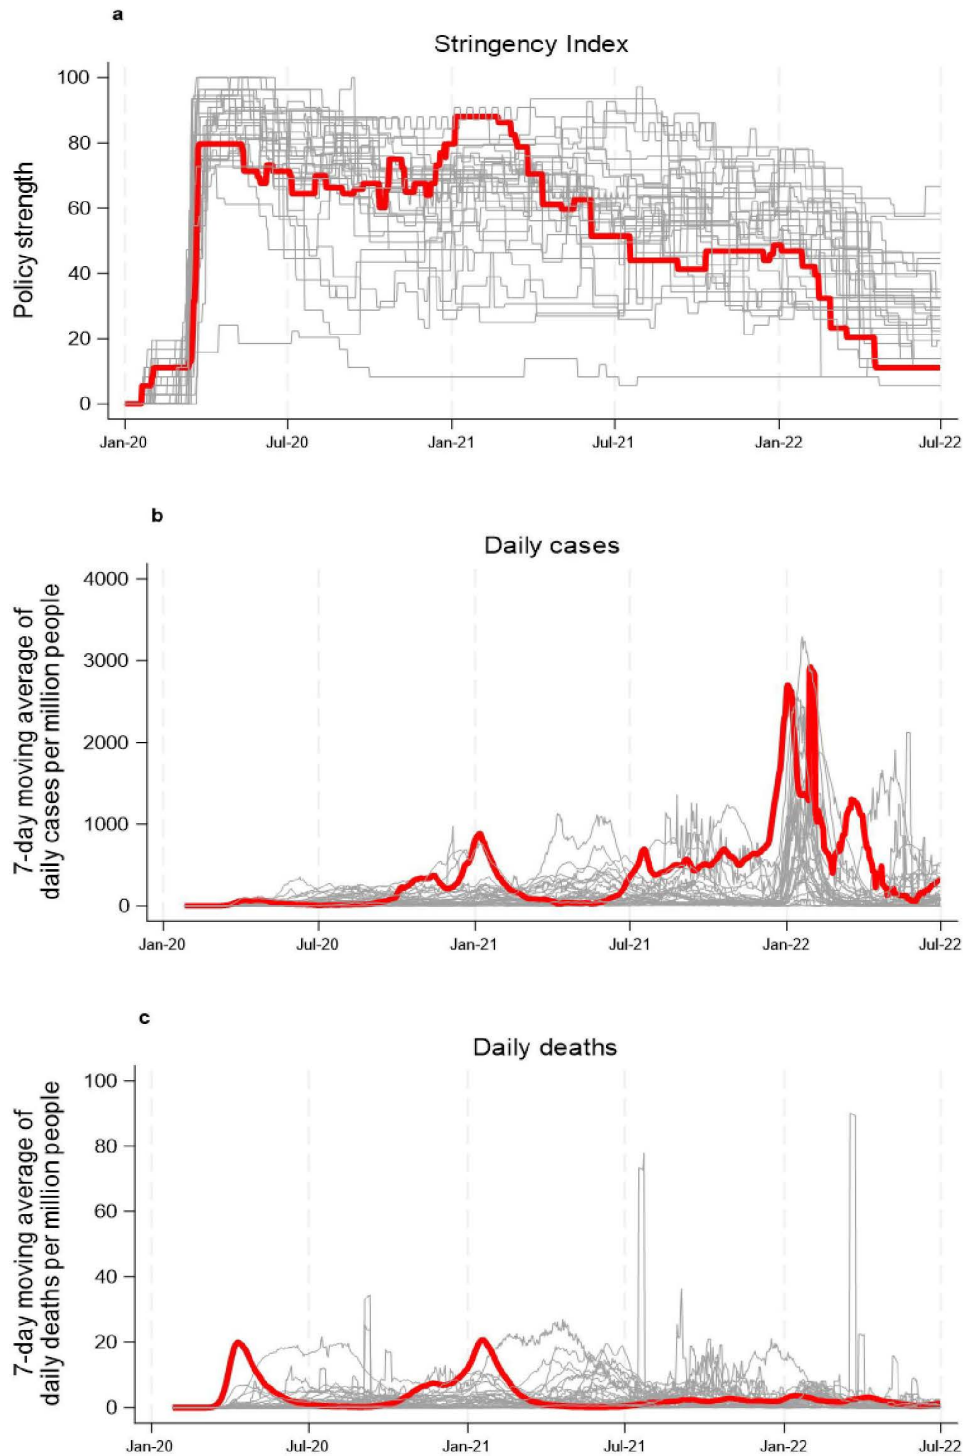 a
Stringency Index
Policy strength
100
80
60
40
20
0
Jan-20
Jul-20
Jan-21
Jul-21
Jan-22
Jul-22
b
Daily cases
7-day moving average of
daily cases per million people
4000
3000
2000
1000
0
Jan-20
Jul-20
Jan-21
Jul-21
Jan-22
Jul-22
c
Daily deaths
7-day moving average of
daily deaths per million people
100
80
60
40
20
0
Jan-20
Jul-20
Jan-21
Jul-21
Jan-22
Jul-22